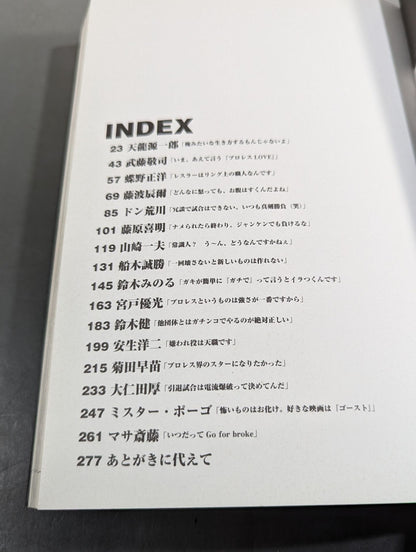 INDEX
23 天龍源一郎「俺みたいな生き方するもんじゃないよ」
43 武藤敬司「いま、あえて言う「プロレスLOVE」」
57 蝶野正洋「レスラーはリング上の職人なんです」
69 藤波辰爾「どんなに怒っても、お腹はすくんだよね」
85 ドン荒川「冗談で試合はできない。いつも真剣勝負(笑)」
101 藤原喜明「ナメられたら終わり。ジャンケンでも負けるな」
119 山崎一夫「常識人? う〜ん、どうなんですかねぇ」
131 船木誠勝「一回壊さないと新しいものは作れない」
145 鈴木みのる「ガキが簡単に「ガチで」って言うとイラつくんです」
163 宮戸優光「プロレスというものは強さが一番ですから」
183 鈴木健「他団体とはガチンコでやるのが絶対正しい」
199 安生洋二「嫌われ役は天職です」
215 菊田早苗「プロレス界のスターになりたかった」
233 大仁田厚「引退試合は電流爆破って決めてんだ」
247 ミスター・ポーゴ「怖いものはお化け。好きな映画は『ゴースト』」
261 マサ斎藤「いつだってGo for broke」
277 あとがきに代えて